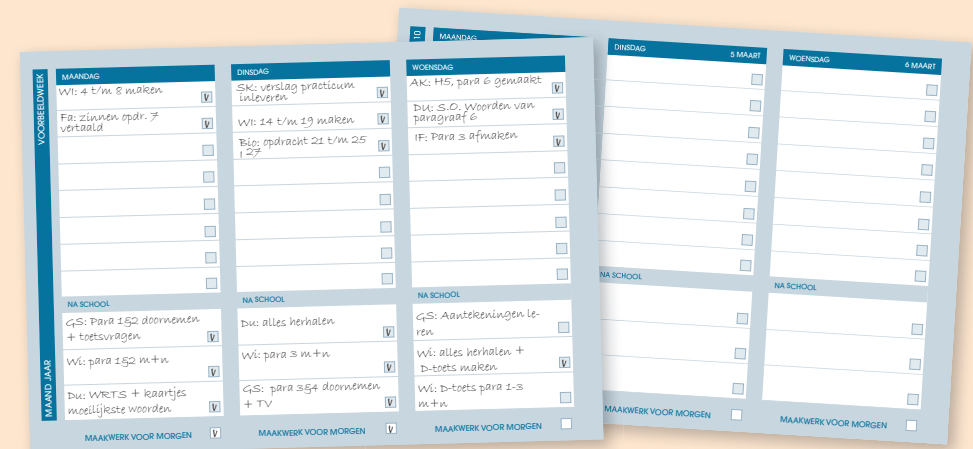 VOORBEELDWEEK
MAAND JAAR
MAANDAG
WI: 4 t/m 8 maken
V
Fa: zinnen opdr. 7
vertaald
V
NA SCHOOL
GS: Para 1§2 doornemen
+ toetsvragen
V
Wi: para 1§2 m+n
V
Du: WRTS + kaartjes
moeilijkste woorden
V
MAAKWERK VOOR MORGEN
V
DINSDAG
SK: verslag practicum
inleveren
V
WI: 14 t/m 19 maken
V
Bio: opdracht 21 t/m 25
, 27
V
NA SCHOOL
Du: alles herhalen
V
Wi: para 3 m+n
V
GS: para 3§4 doornemen
+ TV
V
MAAKWERK VOOR MORGEN
V
WOENSDAG
AK: H5, para 6 gemaakt
V
DU: S.O. Woorden van
paragraaf 6
V
IF: Para 3 afmaken
V
NA SCHOOL
GS: Aantekeningen le-
ren
Wi: alles herhalen +
D-toets maken
V
Wi: D-toets para 1-3
m+n
MAAKWERK VOOR MORGEN
10
MAANDAG
DINSDAG
5 MAART
NA SCHOOL
MAAKWERK VOOR MORGEN
WOENSDAG
6 MAART
NA SCHOOL
MAAKWERK VOOR MORGEN